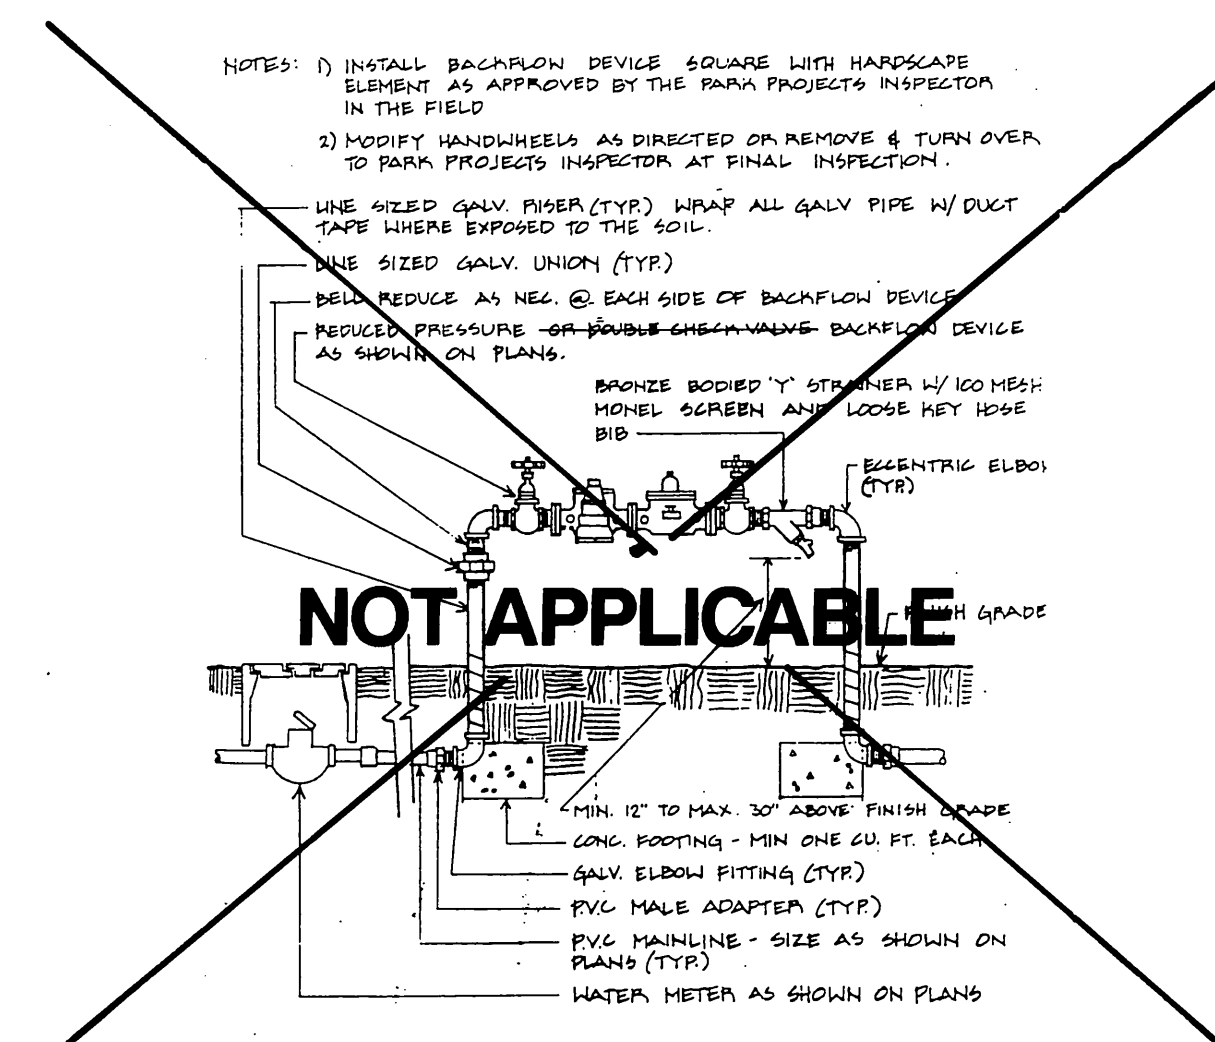 NOTES: 1) INSTALL BACKFLOW DEVICE SQUARE WITH HARDSCAPE
ELEMENT AS APPROVED BY THE PARK PROJECTS INSPECTOR
IN THE FIELD
2) MODIFY HANDWHEELS AS DIRECTED OR REMOVE & TURN OVER
TO PARK PROJECTS INSPECTOR AT FINAL INSPECTION.
LINE SIZED GALV. RISER (TYP.) WRAP ALL GALV PIPE W/ DUCT
TAPE WHERE EXPOSED TO THE SOIL.
LINE SIZED GALV. UNION (TYP.)
BELL REDUCE AS NEC. @ EACH SIDE OF BACKFLOW DEVICE
REDUCED PRESSURE OR DOUBLE CHECK VALVE BACKFLOW DEVICE
AS SHOWN ON PLANS.
BRONZE BODIED 'Y' STRAINER W/ 100 MESH
MONEL SCREEN AND LOOSE KEY HOSE
BIB
ECCENTRIC ELBOW
(TYP.)
NOT APPLICABLE
FINISH GRADE
MIN. 12" TO MAX. 30" ABOVE FINISH GRADE
CONC. FOOTING - MIN ONE CU. FT. EACH
GALV. ELBOW FITTING (TYP.)
P.V.C MALE ADAPTER (TYP.)
P.V.C MAINLINE - SIZE AS SHOWN ON
PLANS (TYP.)
WATER METER AS SHOWN ON PLANS